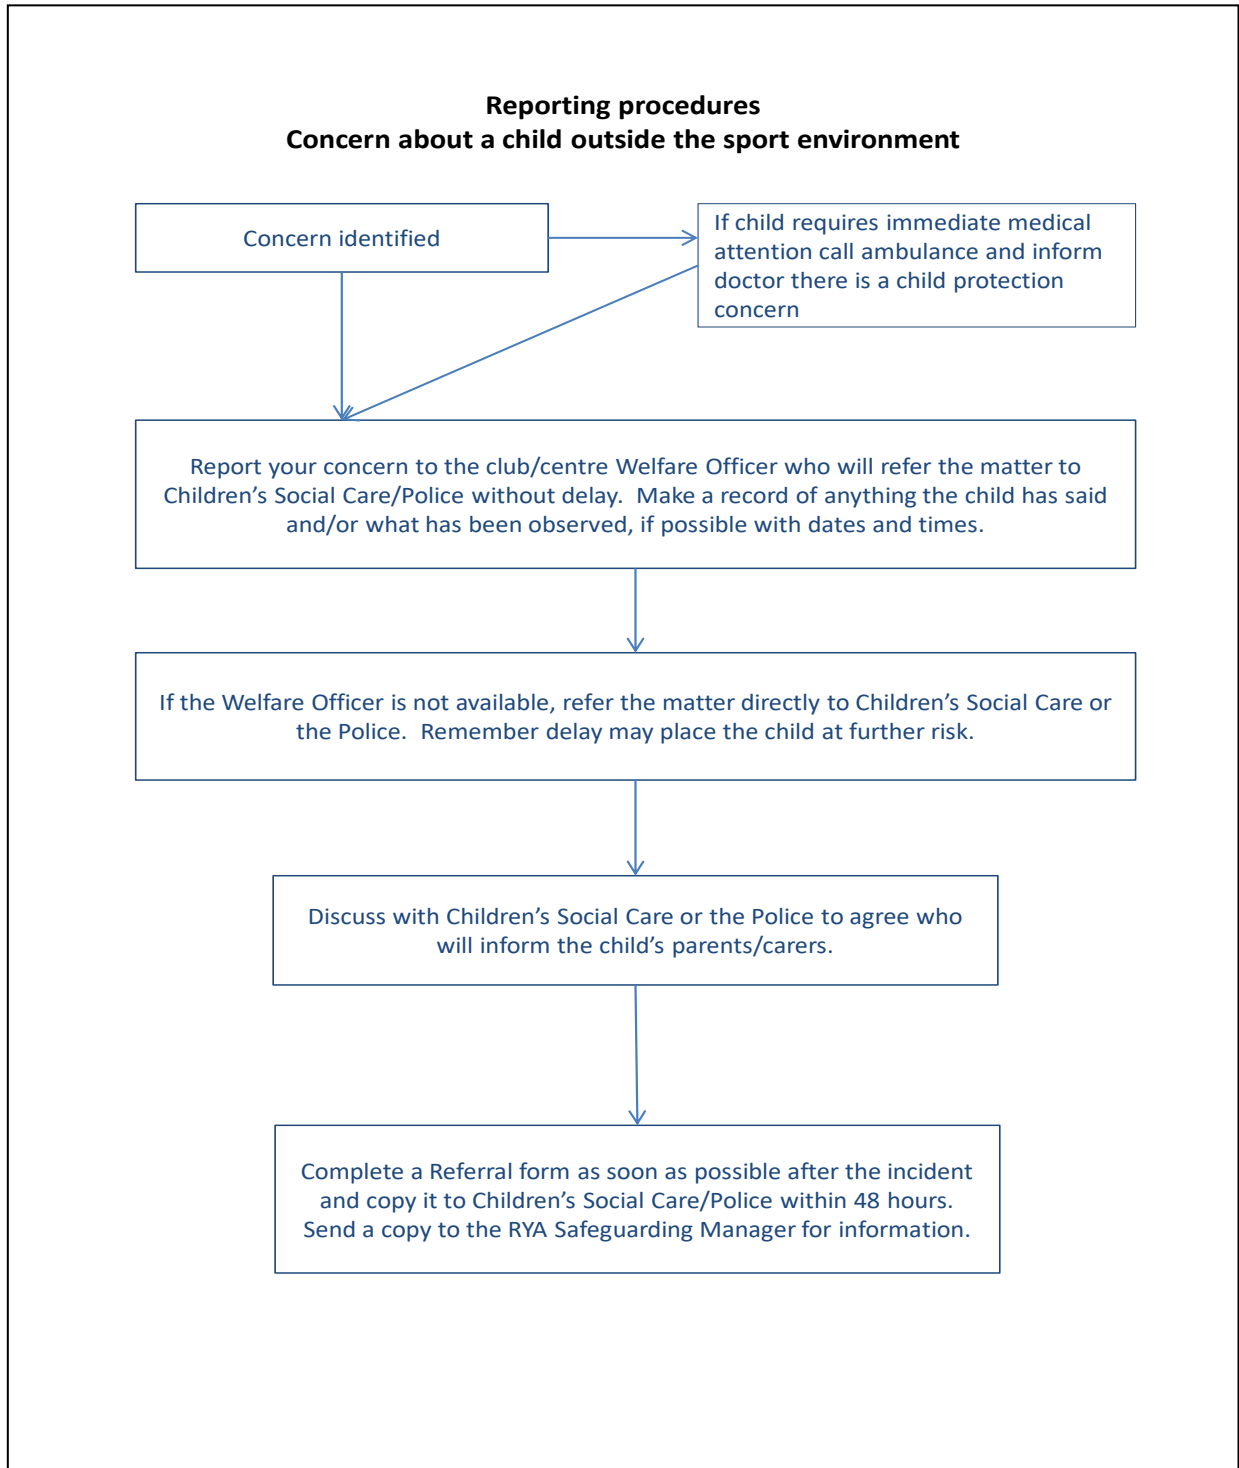 Reporting procedures
Concern about a child outside the sport environment
Concern identified
If child requires immediate medical
attention call ambulance and inform
doctor there is a child protection
concern
Report your concern to the club/centre Welfare Officer who will refer the matter to
Children’s Social Care/Police without delay.  Make a record of anything the child has said
and/or what has been observed, if possible with dates and times.
If the Welfare Officer is not available, refer the matter directly to Children’s Social Care or
the Police.  Remember delay may place the child at further risk.
Discuss with Children’s Social Care or the Police to agree who
will inform the child’s parents/carers.
Complete a Referral form as soon as possible after the incident
and copy it to Children’s Social Care/Police within 48 hours.
Send a copy to the RYA Safeguarding Manager for information.